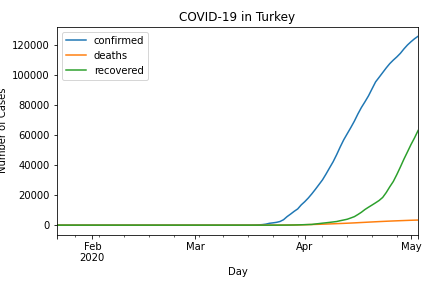 COVID-19 in Turkey
confirmed
deaths
recovered
120000
100000
80000
60000
40000
20000
0
Number of Cases
Feb
2020
Mar
Apr
May
Day